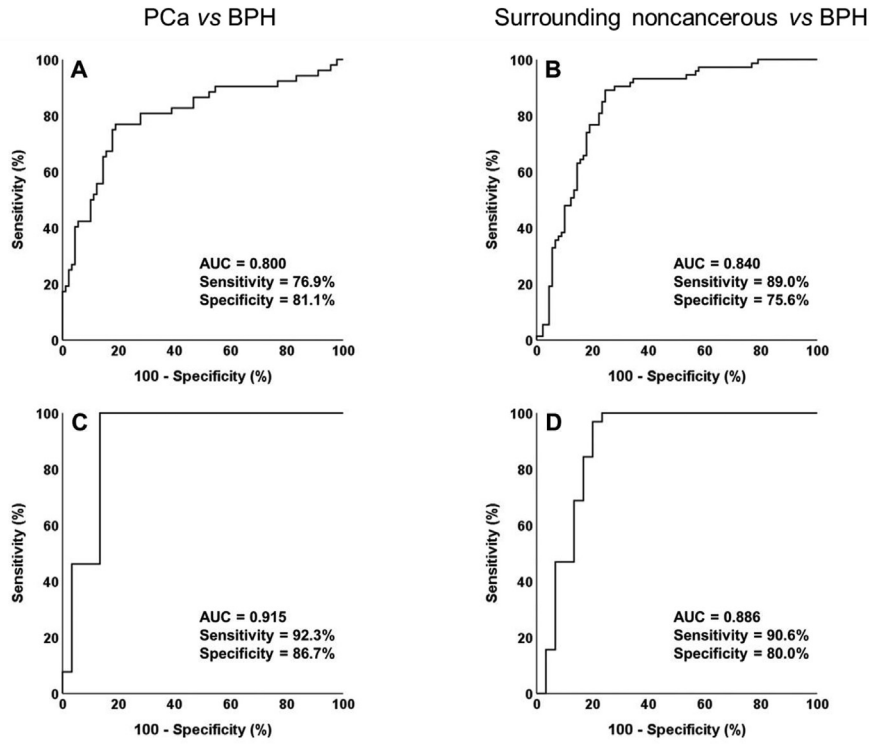 PCa vs BPH
Surrounding noncancerous vs BPH
A
100
80
60
40
20
0
Sensitivity (%)
AUC = 0.800
Sensitivity = 76.9%
Specificity = 81.1%
0 20 40 60 80 100
100 - Specificity (%)
B
100
80
60
40
20
0
Sensitivity (%)
AUC = 0.840
Sensitivity = 89.0%
Specificity = 75.6%
0 20 40 60 80 100
100 - Specificity (%)
C
100
80
60
40
20
0
Sensitivity (%)
AUC = 0.915
Sensitivity = 92.3%
Specificity = 86.7%
0 20 40 60 80 100
100 - Specificity (%)
D
100
80
60
40
20
0
Sensitivity (%)
AUC = 0.886
Sensitivity = 90.6%
Specificity = 80.0%
0 20 40 60 80 100
100 - Specificity (%)